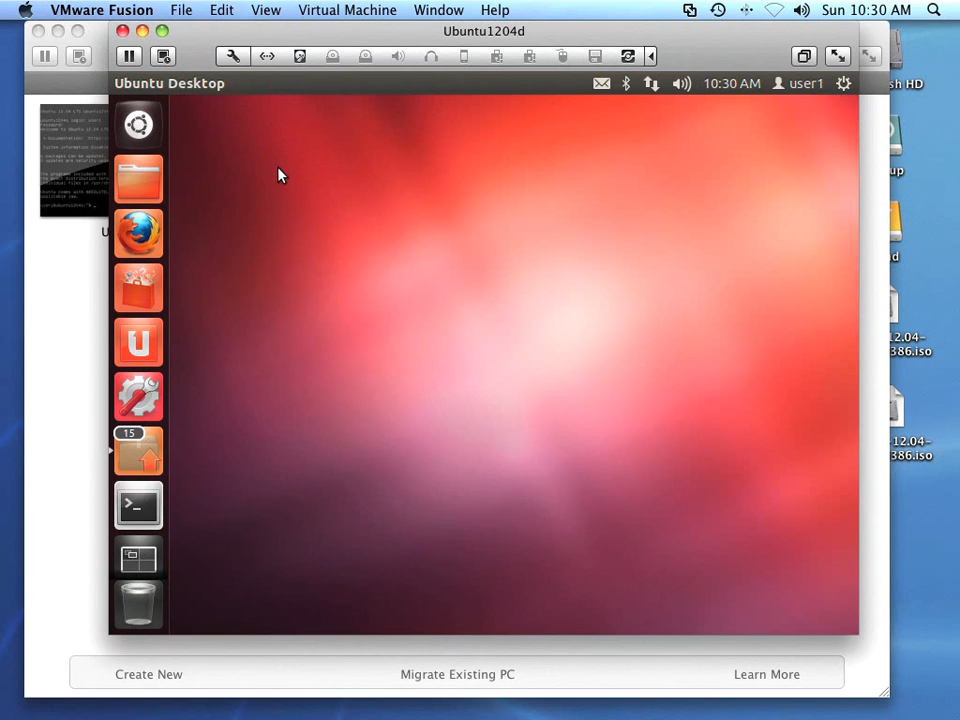 VMware Fusion File Edit View Virtual Machine Window Help Sun 10:30 AM
Ubuntu1204d
Ubuntu Desktop 10:30 AM user1
sh HD
up
U
nd
15
12.04-
386.iso
-12.04-
386.iso
Create New Migrate Existing PC Learn More